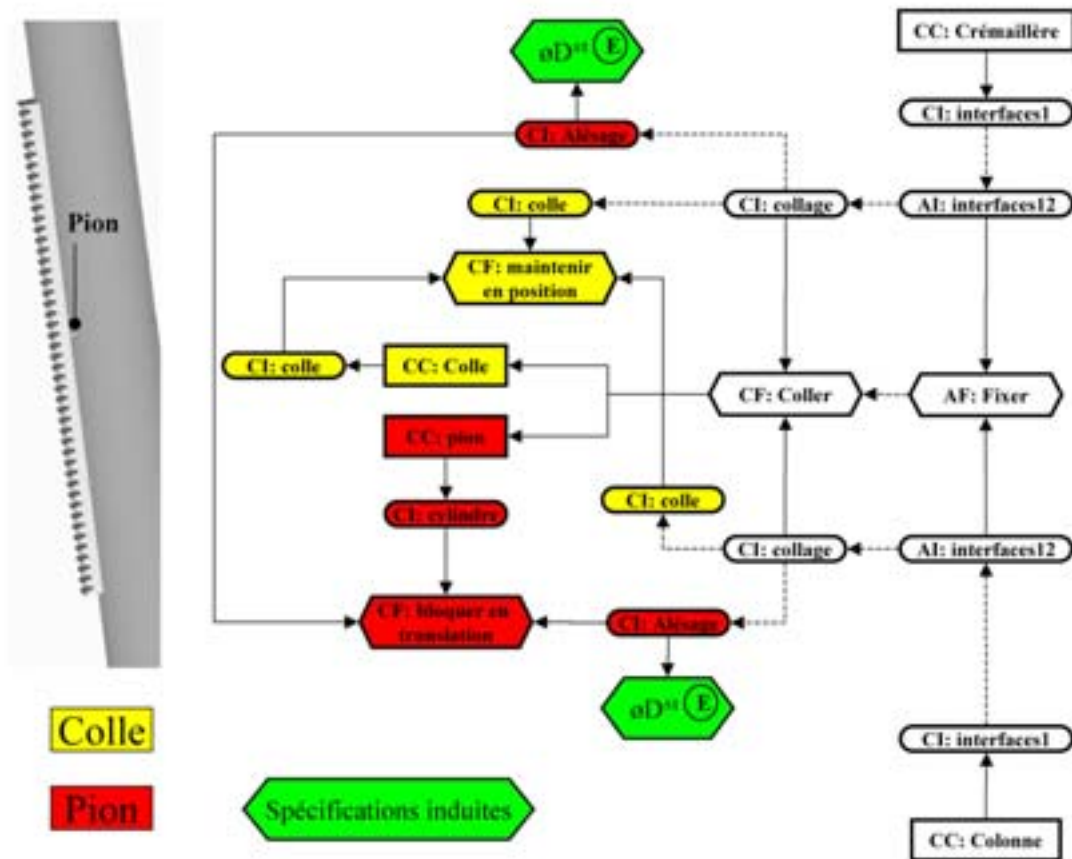 CC: Crémaillère
øD E
CI: interfaces1
CI: Alésage
Pion
CI: colle
CI: collage
AI: interfaces12
CF: maintenir
en position
CI: colle
CC: Colle
CF: Coller
AF: Fixer
CC: pion
CI: colle
CI: cylindre
CI: collage
AI: interfaces12
CF: bloquer en
translation
CI: Alésage
øD E
Colle
CI: interfaces1
Pion
Spécifications induites
CC: Colonne